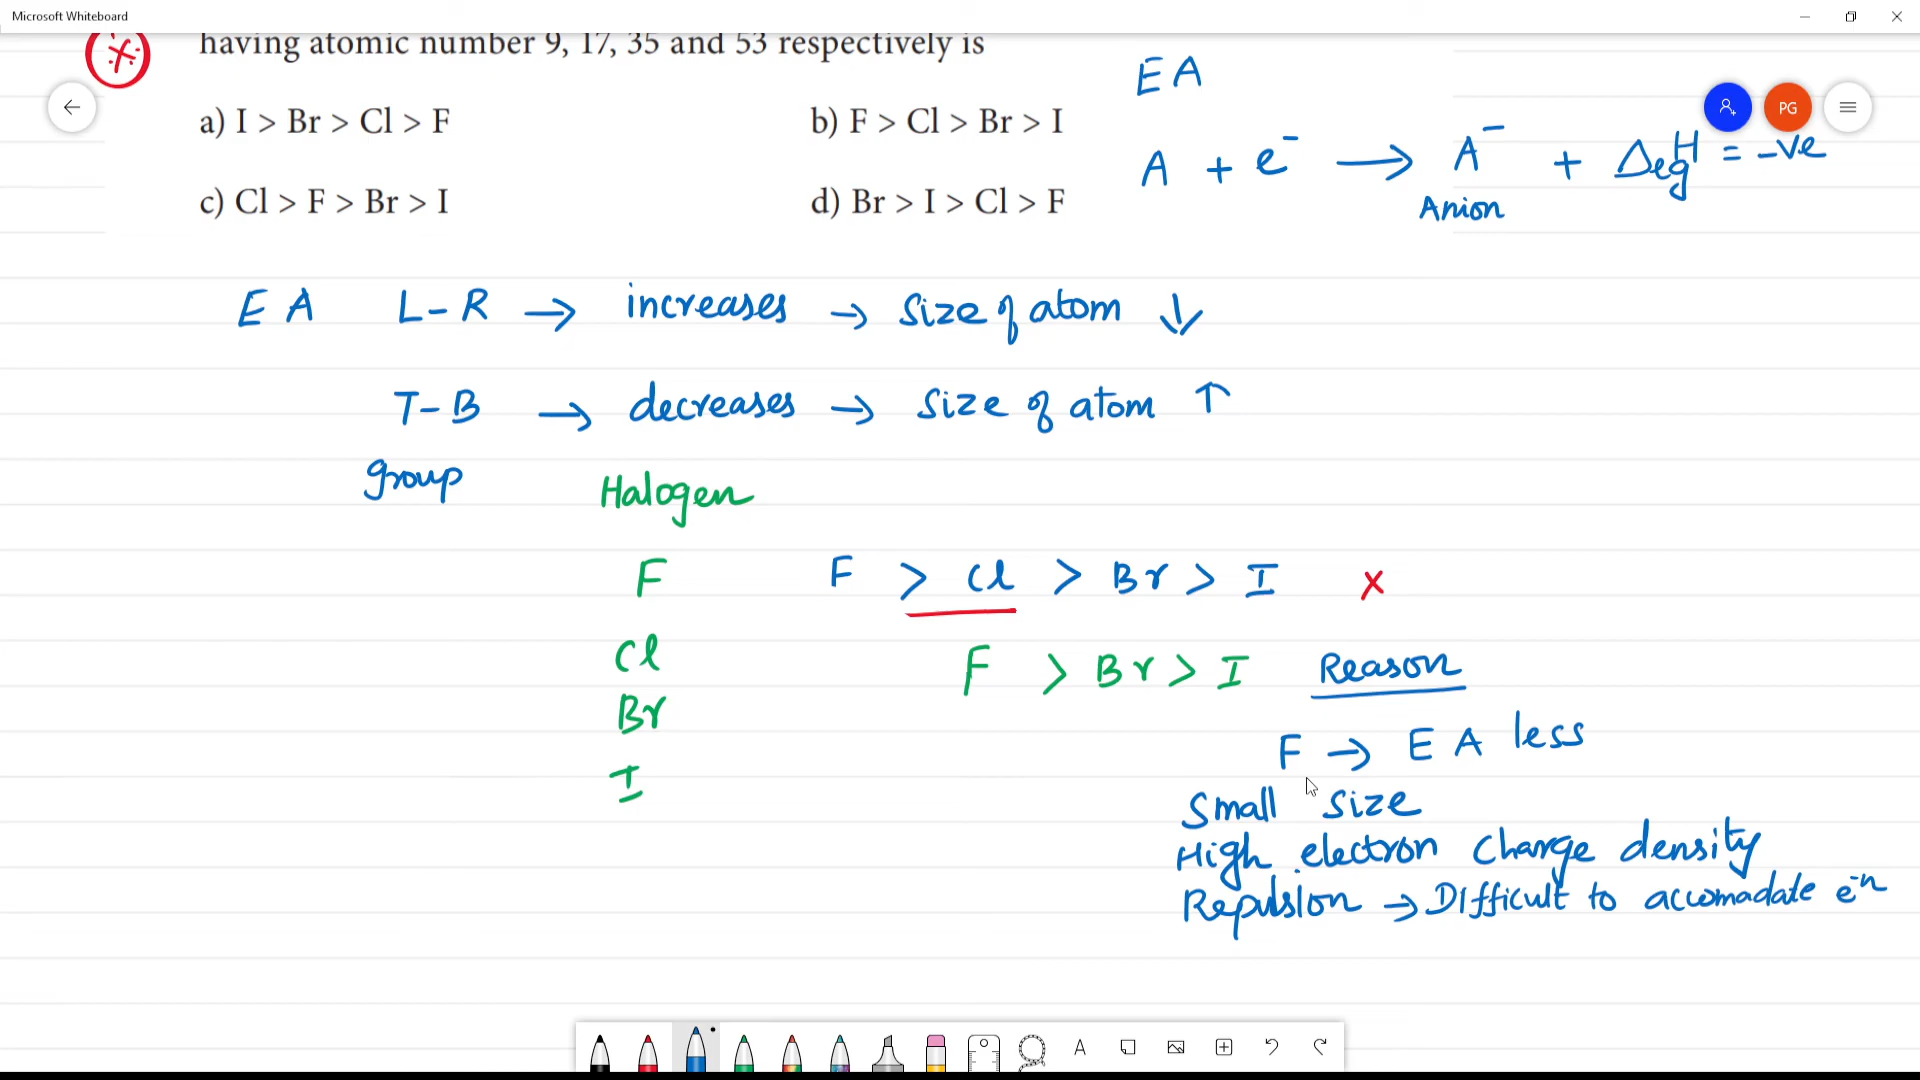 Microsoft Whiteboard
having atomic number 9, 17, 35 and 53 respectively is
a) I > Br > Cl > F
b) F > Cl > Br > I
c) Cl > F > Br > I
d) Br > I > Cl > F
EA
A + e⁻ → A⁻ + ΔegH = -ve
Anion
PG
EA L-R → increases → Size of atom ↓
T-B → decreases → Size of atom ↑
group
Halogen
F
Cl
Br
I
F > Cl > Br > I ×
F > Br > I
Reason
F → EA less
Small size
High electron charge density
Repulsion → Difficult to accomadate e⁻n
A